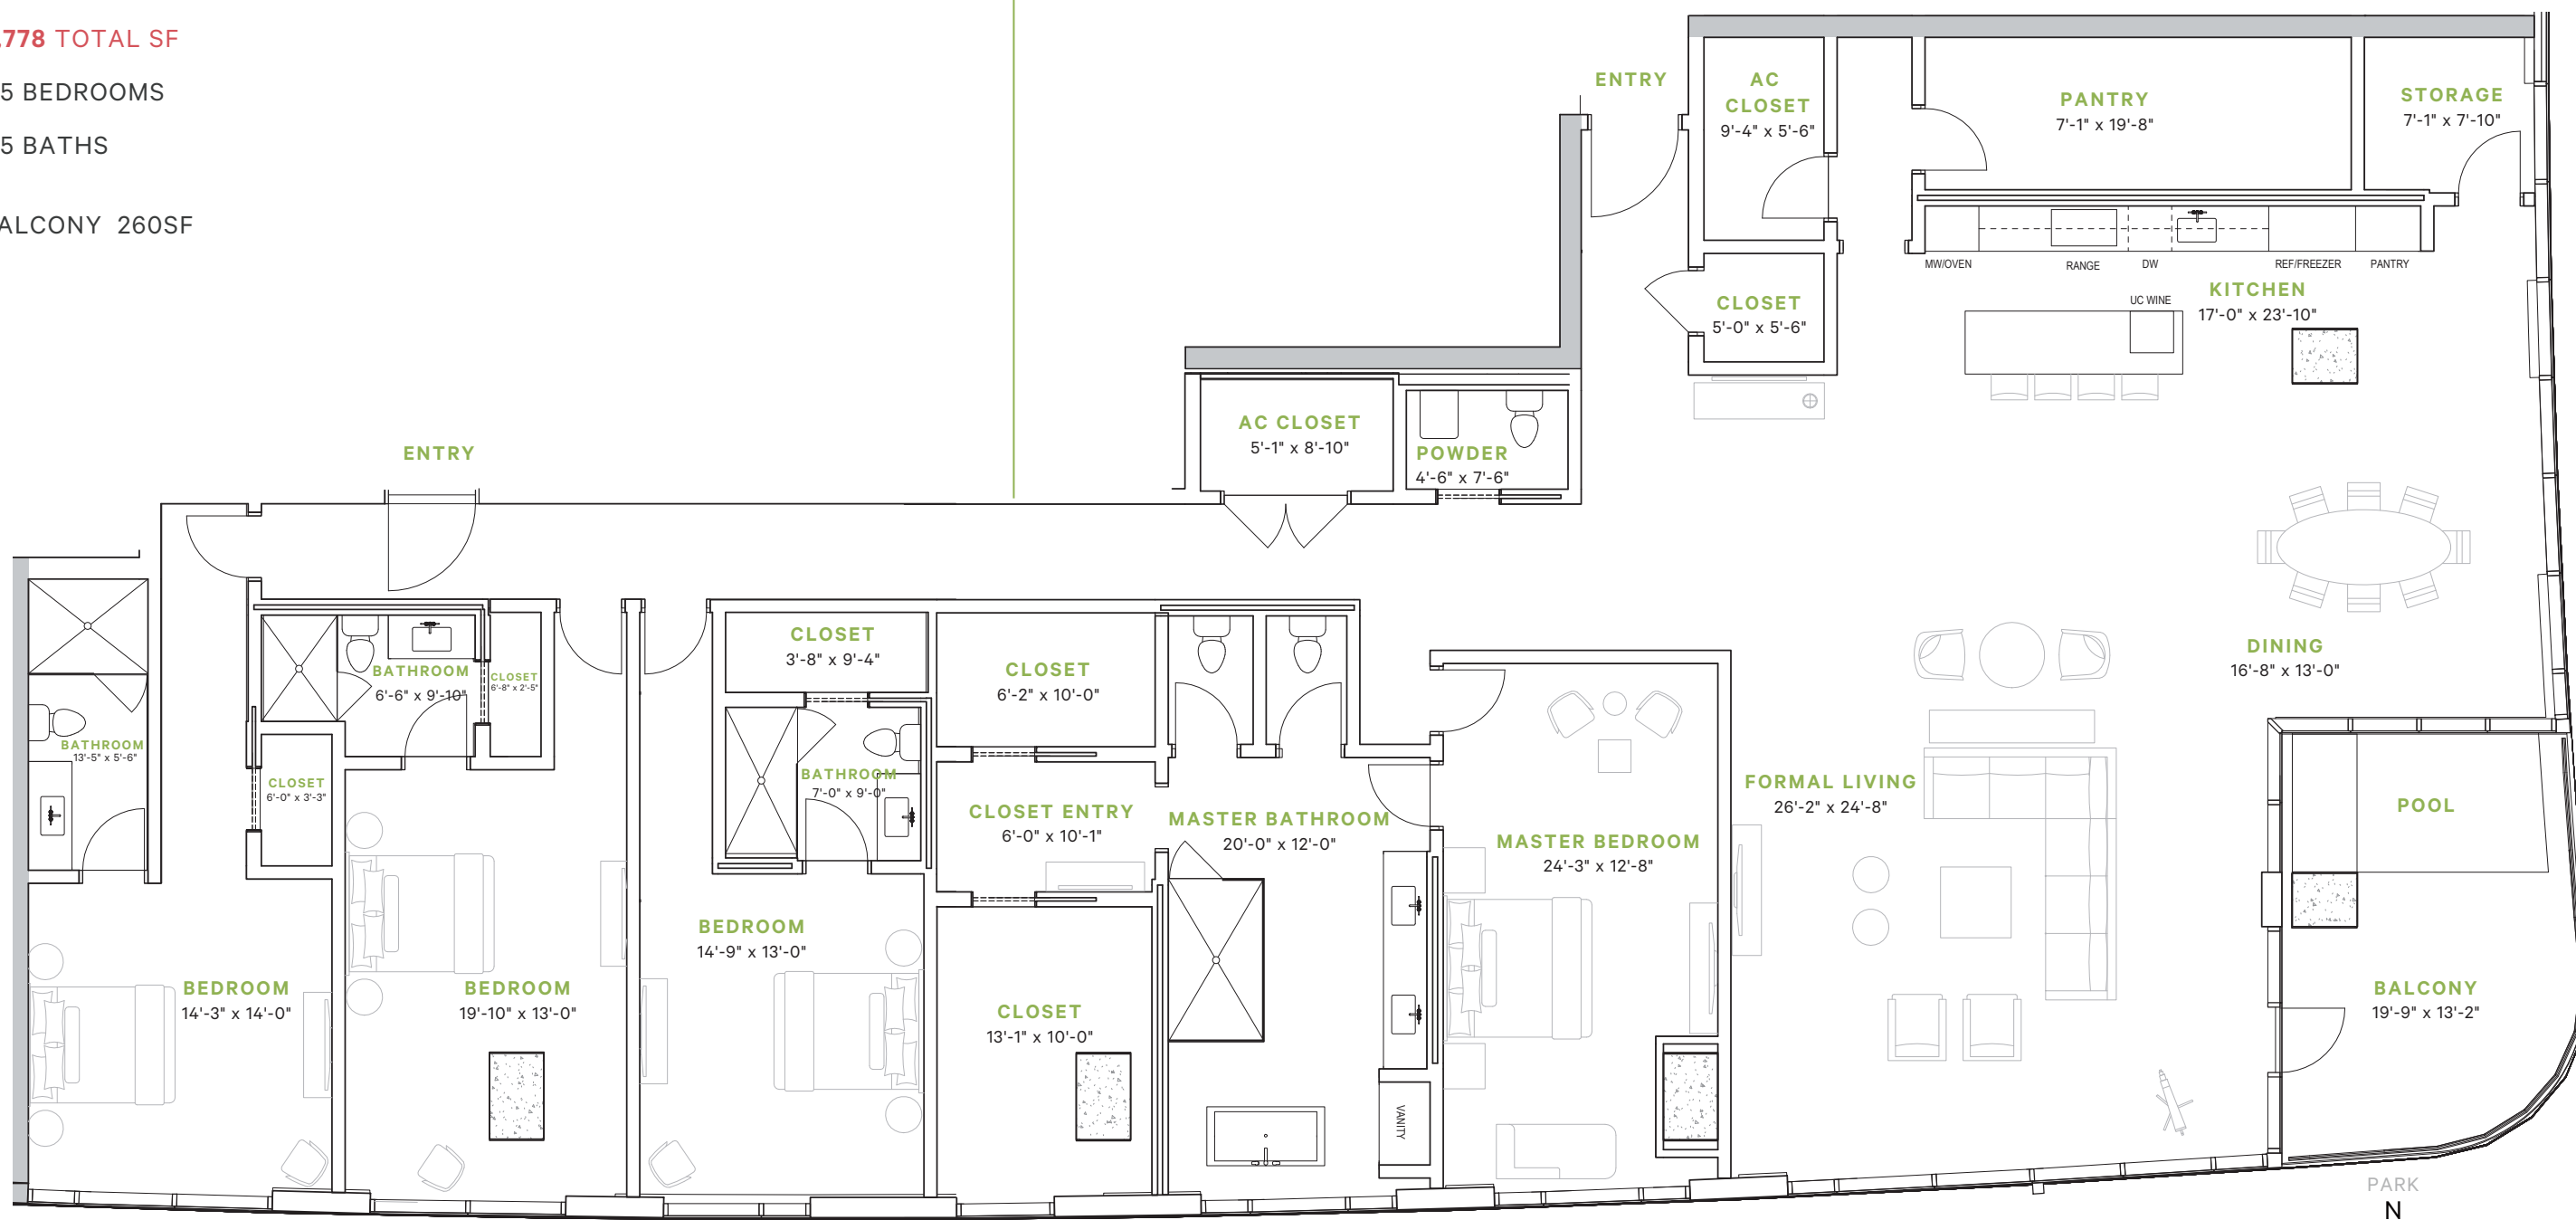 .778 TOTAL SF
5 BEDROOMS
5 BATHS
ALCONY 260SF
ENTRY
AC
CLOSET
9'-4" x 5'-6"
PANTRY
7'-1" x 19'-8"
STORAGE
7'-1" x 7'-10"
MW/OVEN
RANGE
DW
REF/FREEZER
PANTRY
KITCHEN
17'-0" x 23'-10"
UC WINE
CLOSET
5'-0" x 5'-6"
AC CLOSET
5'-1" x 8'-10"
POWDER
4'-6" x 7'-6"
ENTRY
CLOSET
3'-8" x 9'-4"
CLOSET
6'-2" x 10'-0"
DINING
16'-8" x 13'-0"
BATHROOM
6'-6" x 9'-10"
CLOSET
6'-8" x 2'-5"
BATHROOM
13'-5" x 5'-6"
CLOSET
6'-0" x 3'-3"
BATHROOM
7'-0" x 9'-0"
CLOSET ENTRY
6'-0" x 10'-1"
MASTER BATHROOM
20'-0" x 12'-0"
MASTER BEDROOM
24'-3" x 12'-8"
FORMAL LIVING
26'-2" x 24'-8"
POOL
BEDROOM
14'-9" x 13'-0"
BEDROOM
14'-3" x 14'-0"
BEDROOM
19'-10" x 13'-0"
CLOSET
13'-1" x 10'-0"
BALCONY
19'-9" x 13'-2"
VANITY
PARK
N